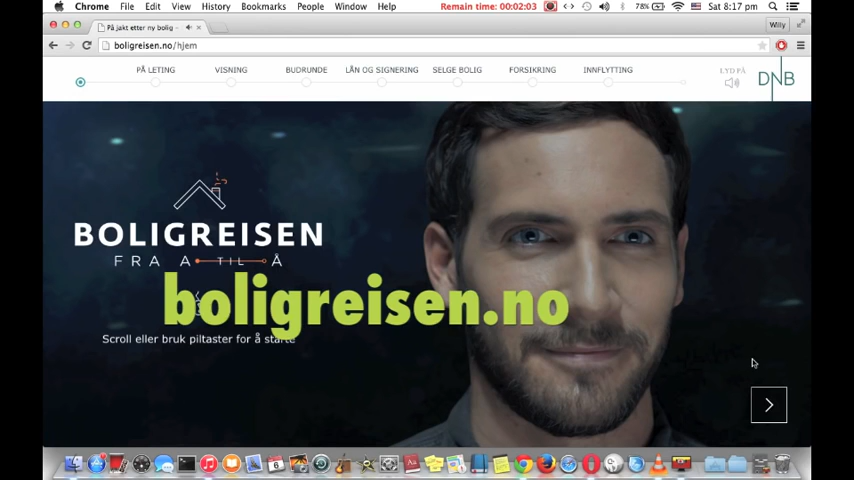 Chrome File Edit View History Bookmarks People Window Help
Remain time: 00:02:03
78%
Sat 8:17 pm
På jakt etter ny bolig –
Willy
boligreisen.no/hjem
PÅ LETING VISNING BUDRUNDE LÅN OG SIGNERING SELGE BOLIG FORSIKRING INNFLYTTING
LYD PÅ
DNB
BOLIGREISEN
FRA A TIL Å
boligreisen.no
Scroll eller bruk piltaster for å starte
6